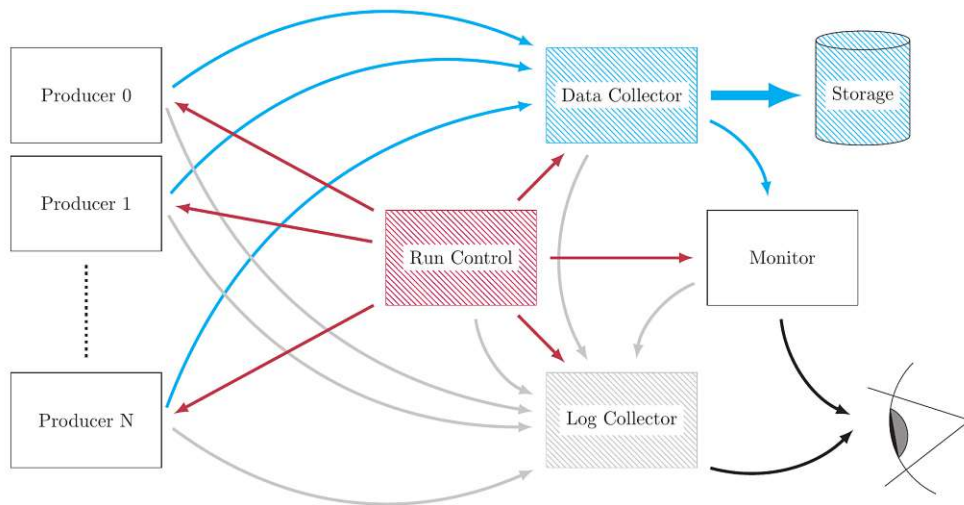 Producer 0
Data Collector
Storage
Producer 1
Run Control
Monitor
Producer N
Log Collector